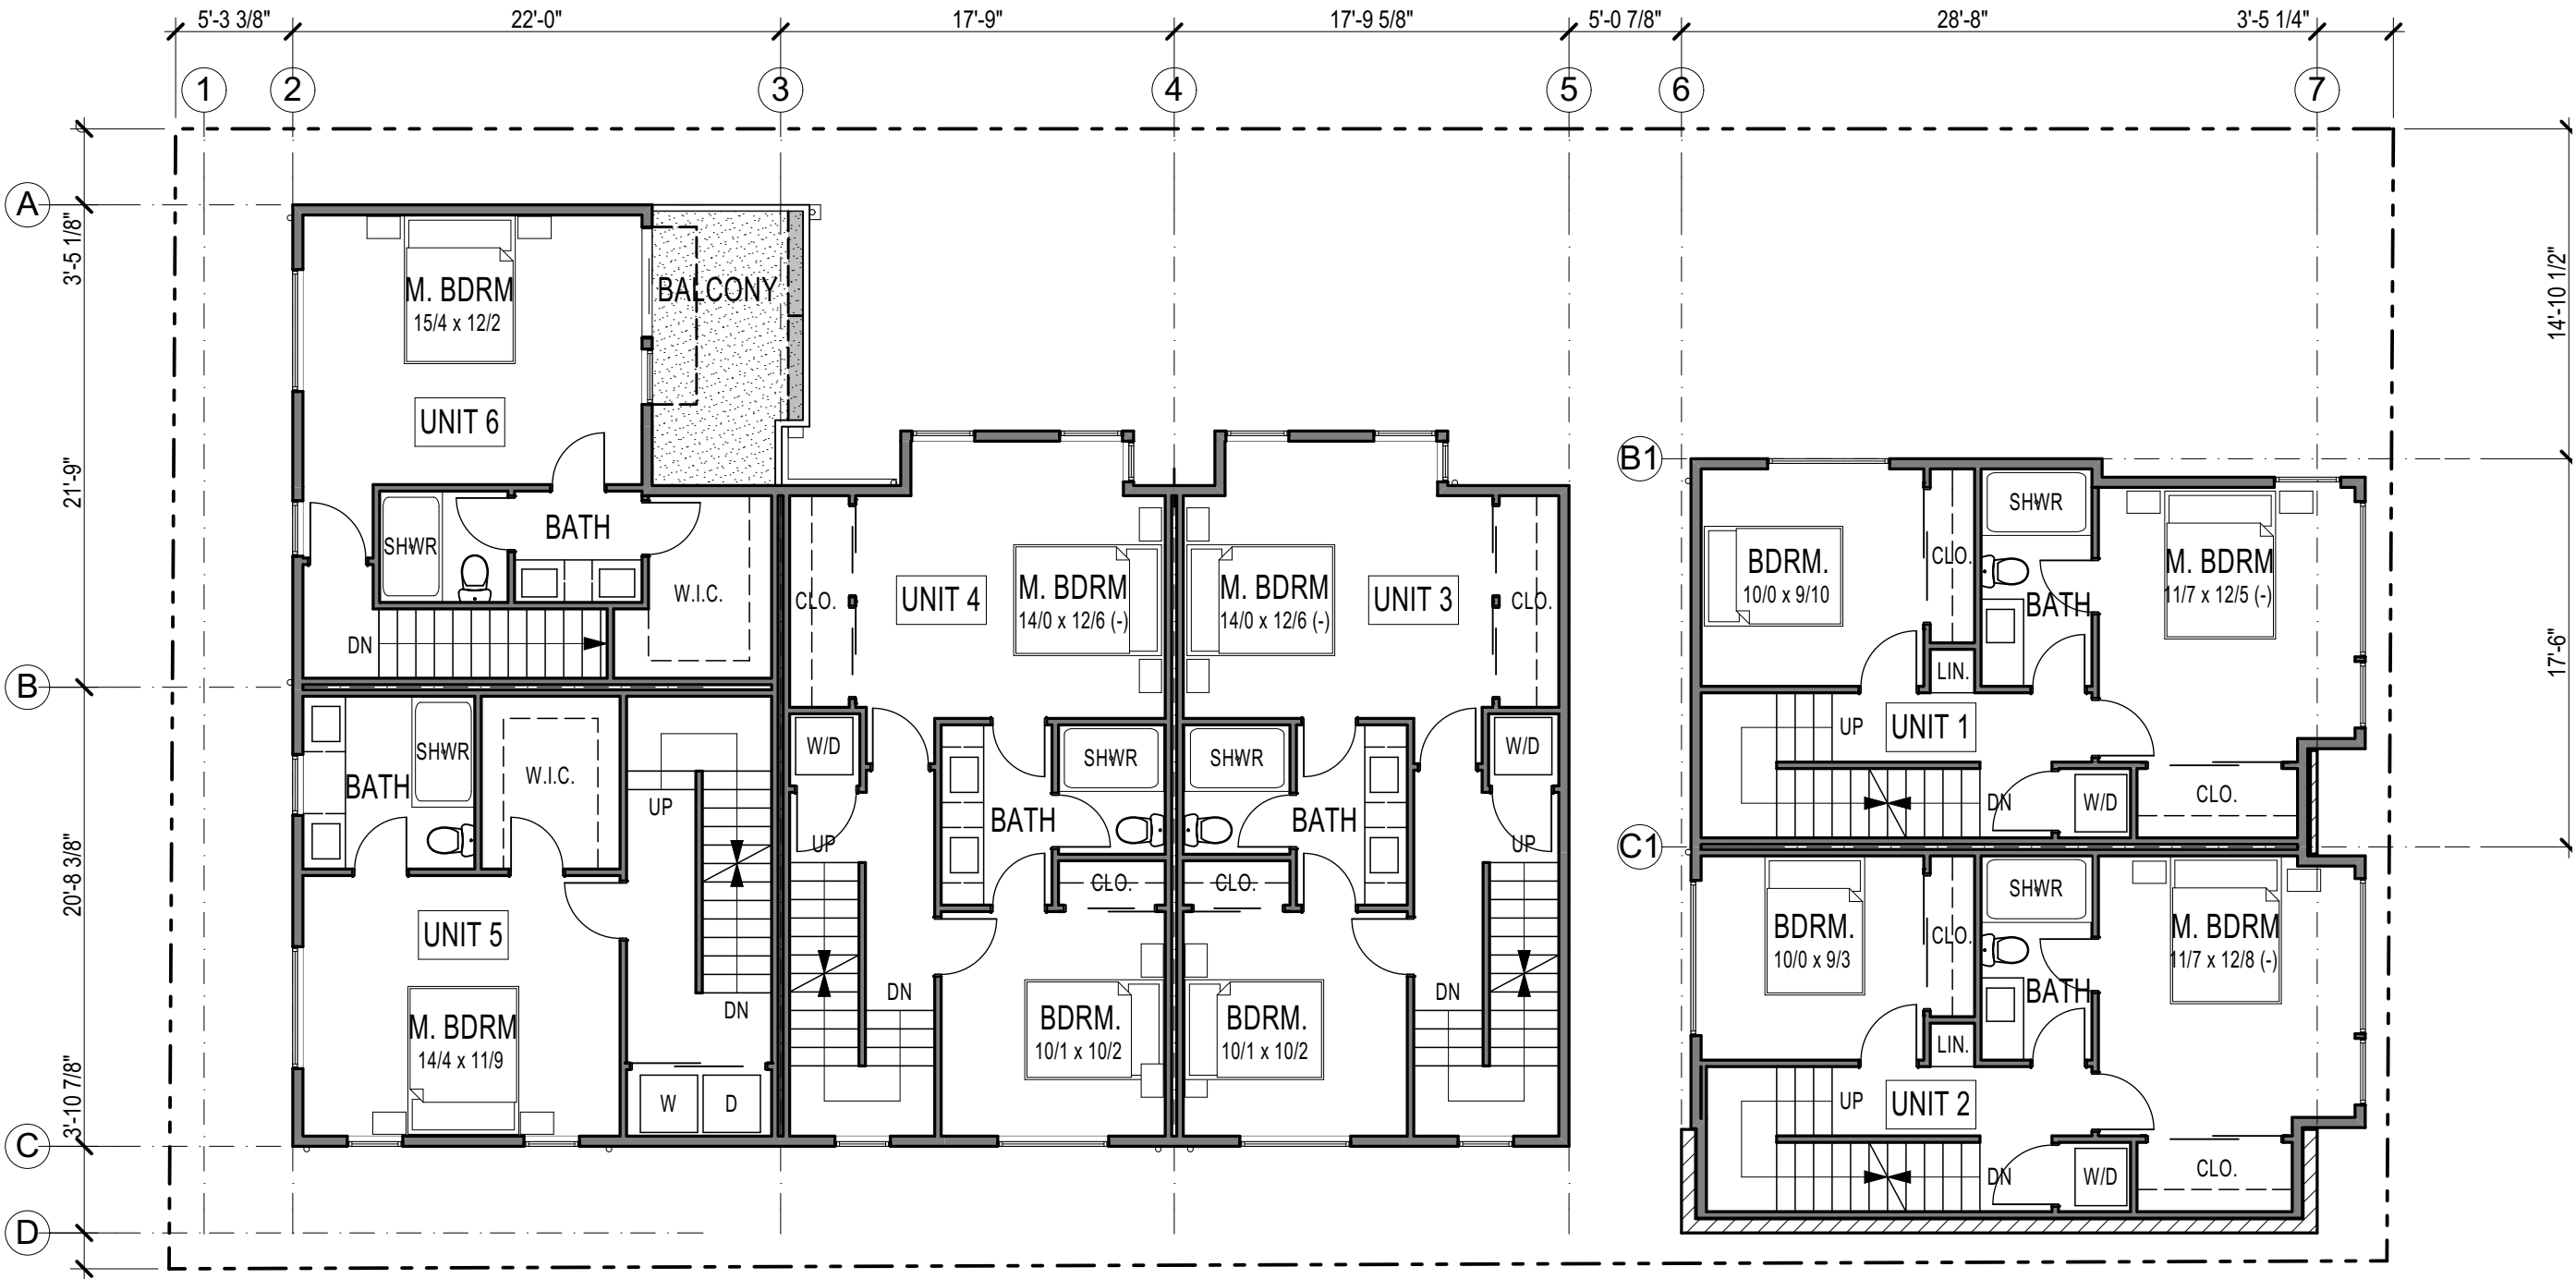 5'-3 3/8"
22'-0"
17'-9"
17'-9 5/8"
5'-0 7/8"
28'-8"
3'-5 1/4"
1
2
3
4
5
6
7
A
3'-5 1/8"
21'-9"
B
20'-8 3/8"
3'-10 7/8"
C
D
M. BDRM
15/4 x 12/2
BALCONY
UNIT 6
SHWR
BATH
W.I.C.
DN
SHWR
BATH
W.I.C.
UP
UNIT 5
M. BDRM
14/4 x 11/9
DN
W
D
CLO.
UNIT 4
M. BDRM
14/0 x 12/6 (-)
W/D
SHWR
UP
BATH
CLO.
DN
BDRM.
10/1 x 10/2
M. BDRM
14/0 x 12/6 (-)
UNIT 3
CLO.
SHWR
W/D
BATH
UP
CLO.
DN
BDRM.
10/1 x 10/2
B1
C1
14'-10 1/2"
17'-6"
BDRM.
10/0 x 9/10
CLO.
SHWR
M. BDRM
11/7 x 12/5 (-)
BATH
LIN.
UP
UNIT 1
DN
W/D
CLO.
BDRM.
10/0 x 9/3
CLO.
SHWR
M. BDRM
11/7 x 12/8 (-)
BATH
LIN.
UP
UNIT 2
DN
W/D
CLO.